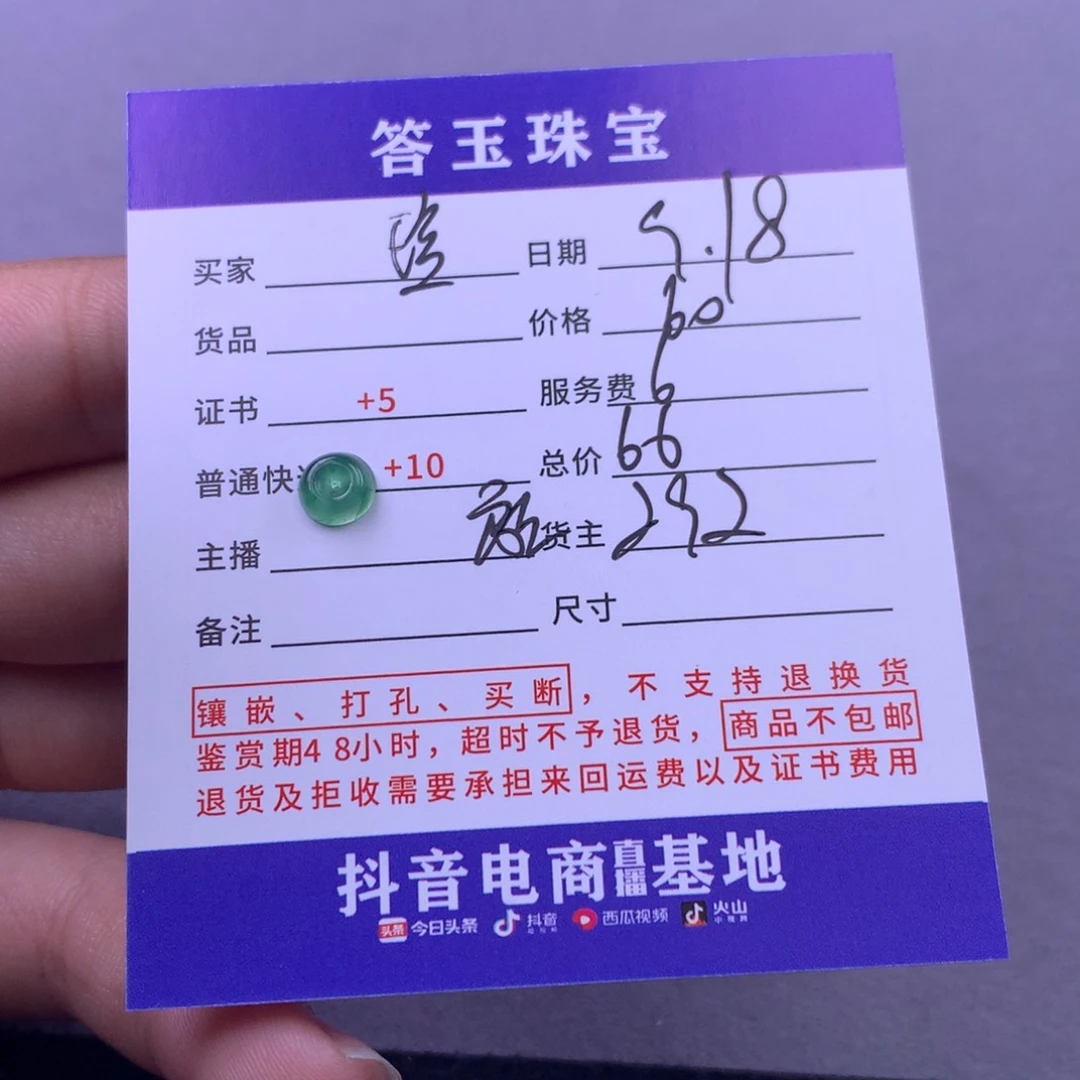 答玉珠宝
买家 日期 9.18
货品 价格 60
证书 +5 服务费 6
普通快 +10 总价 66
主播 货主 292
备注 尺寸
镶嵌、打孔、买断，不支持退换货
鉴赏期48小时，超时不予退货，商品不包邮
退货及拒收需要承担来回运费以及证书费用
抖音电商直播基地
头条 今日头条 抖音 西瓜视频 火山